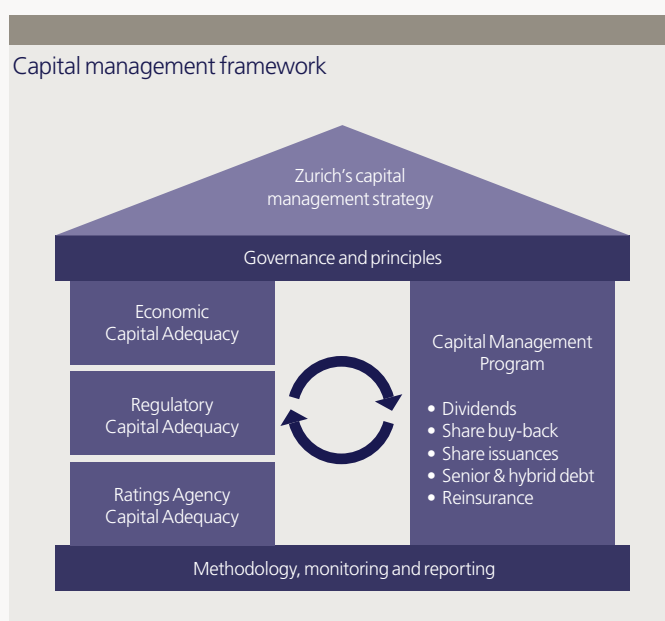 Capital management framework
Zurich's capital
management strategy
Governance and principles
Economic
Capital Adequacy
Regulatory
Capital Adequacy
Ratings Agency
Capital Adequacy
Capital Management
Program
• Dividends
• Share buy-back
• Share issuances
• Senior & hybrid debt
• Reinsurance
Methodology, monitoring and reporting